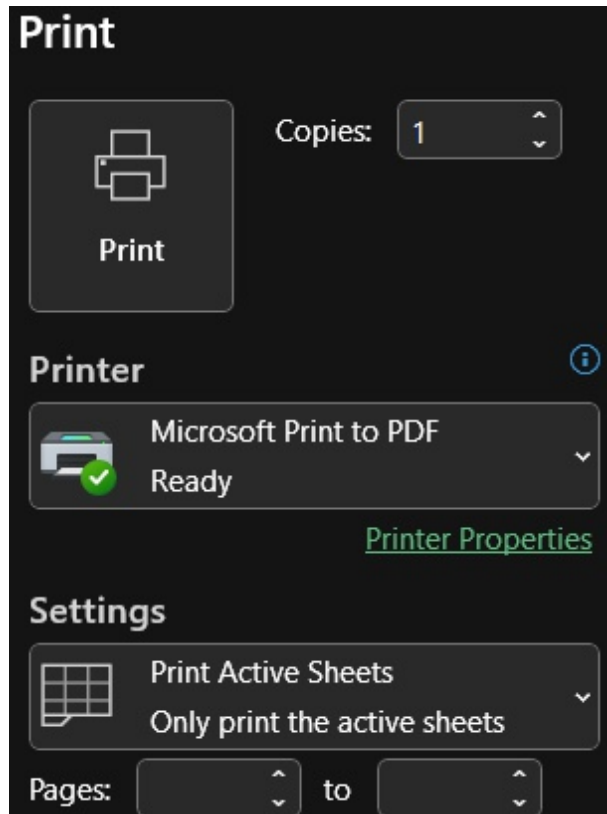 Print
Copies: 1
Print
Printer
Microsoft Print to PDF
Ready
Printer Properties
Settings
Print Active Sheets
Only print the active sheets
Pages: to